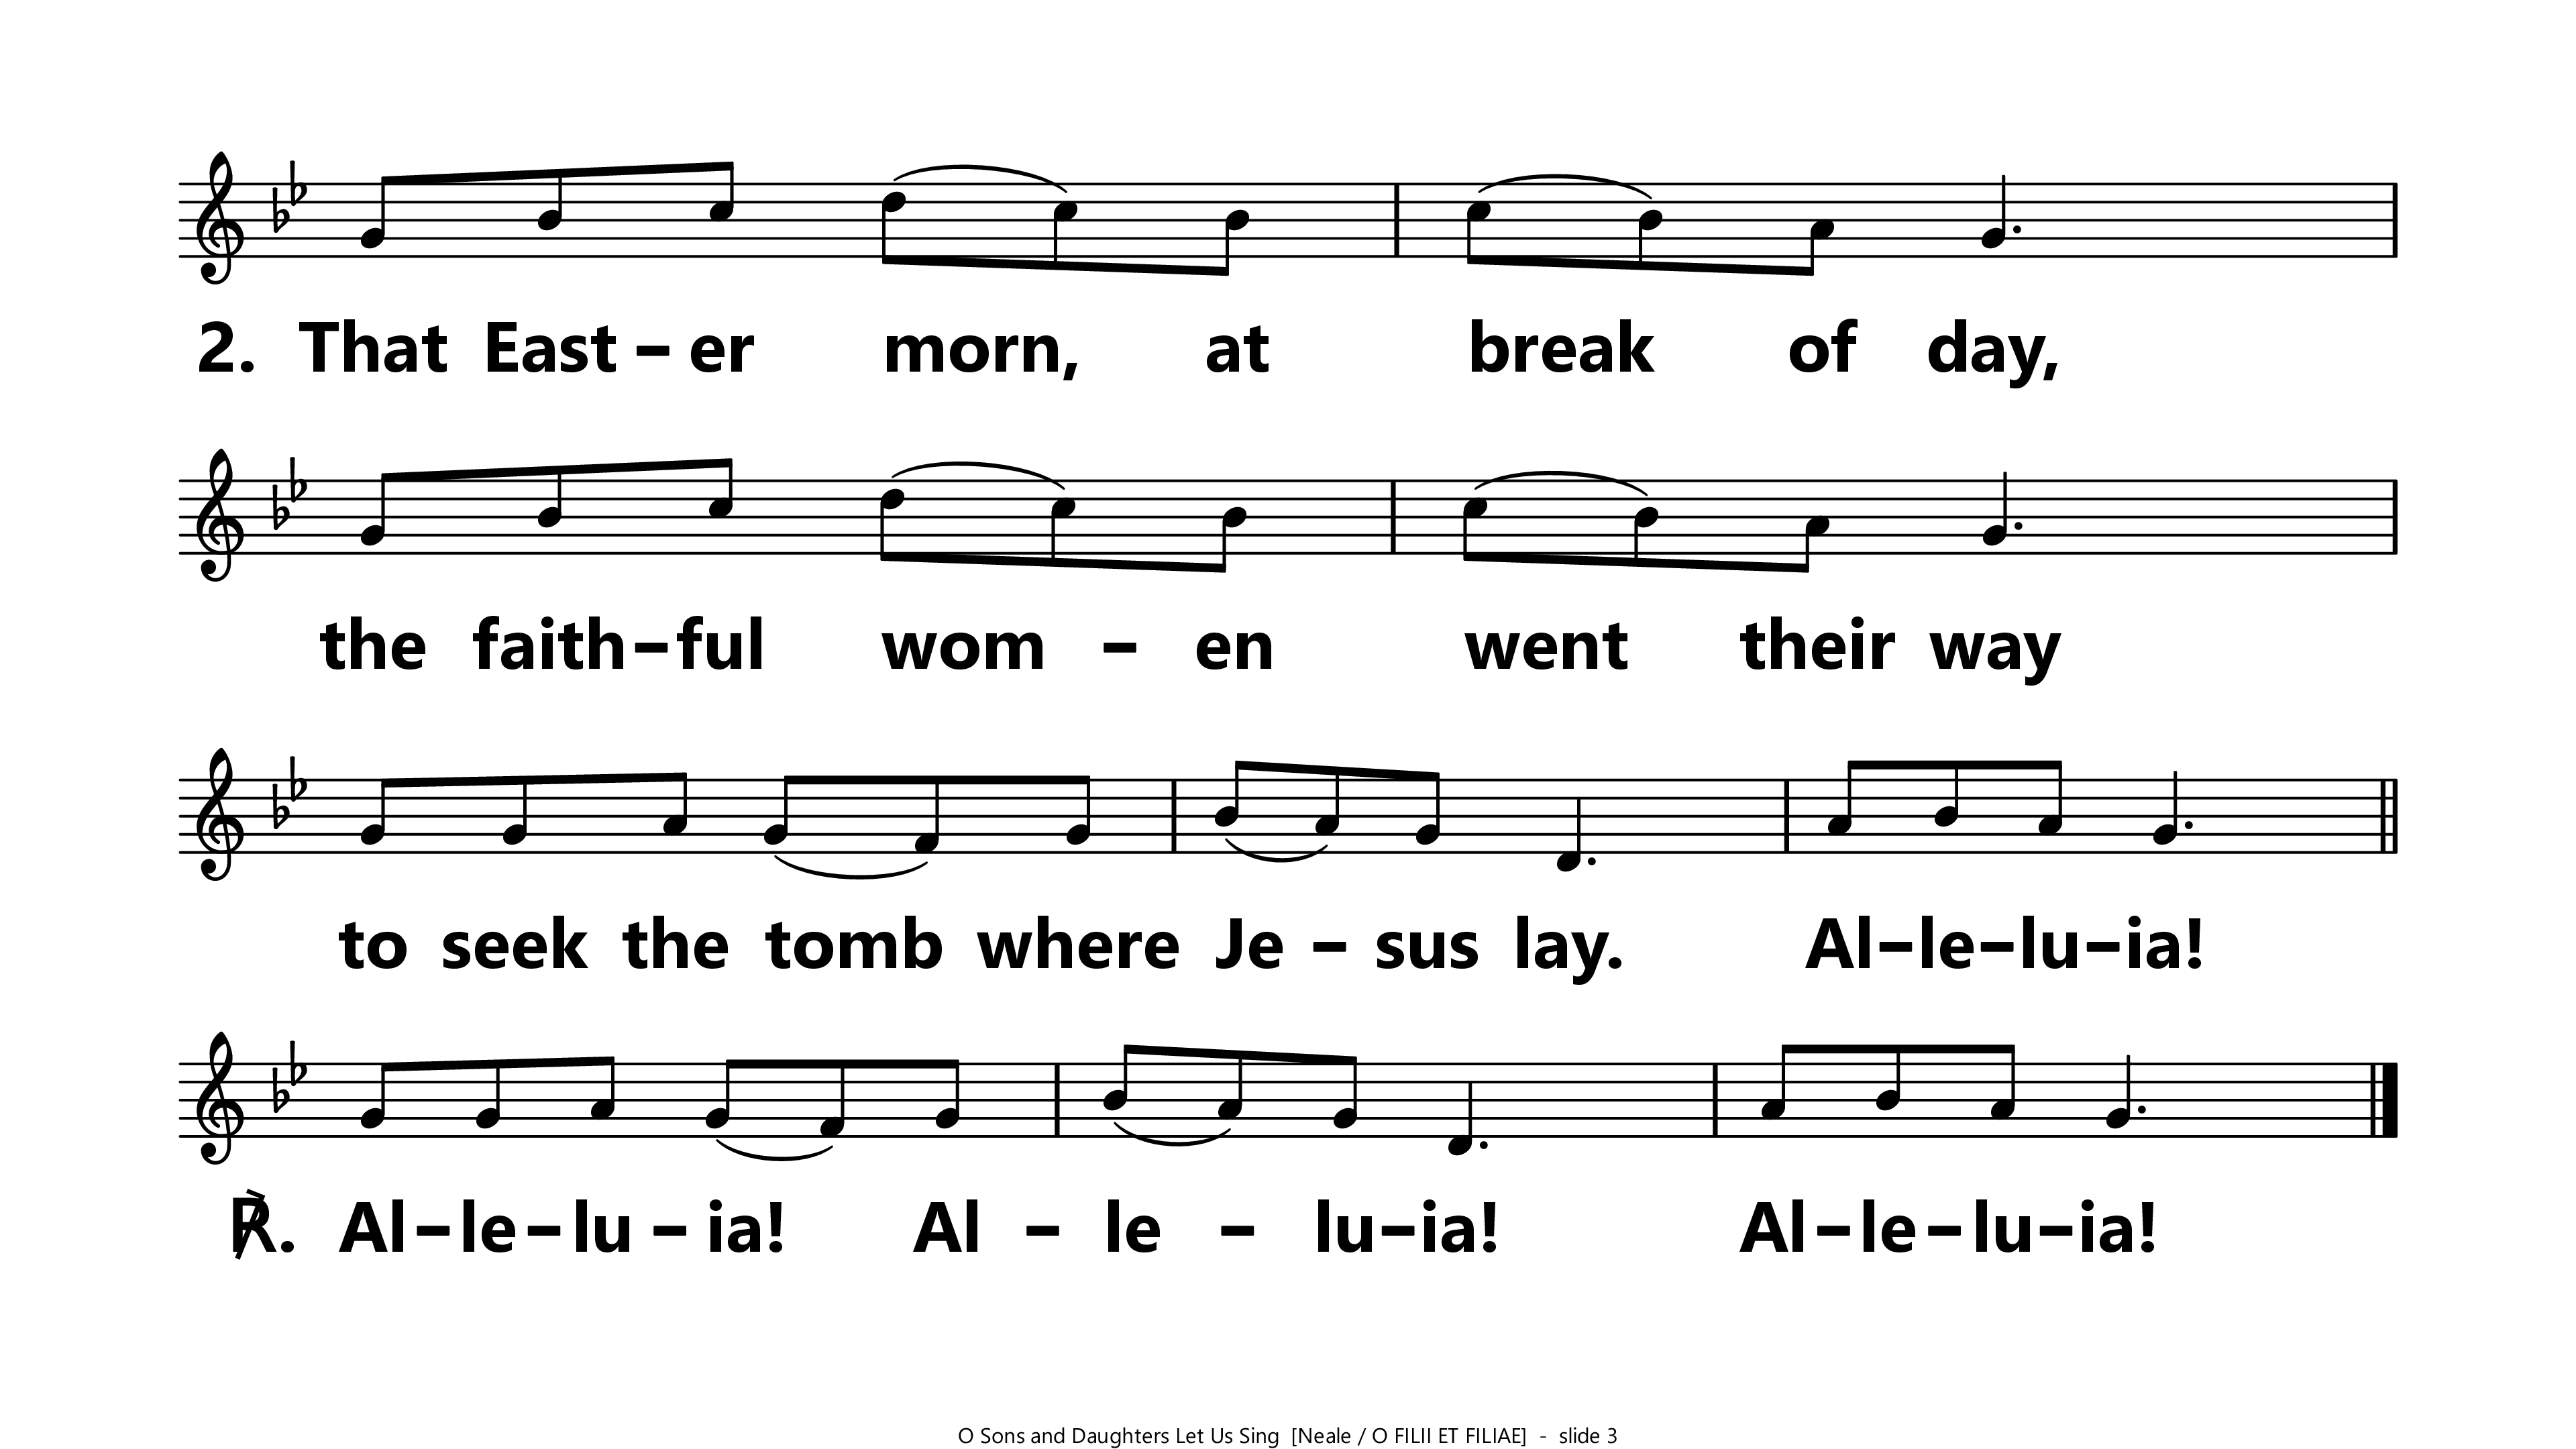 2. That East – er morn, at break of day,
the faith – ful wom – en went their way
to seek the tomb where Je – sus lay. Al – le – lu – ia!
℟. Al – le – lu – ia! Al – le – lu – ia! Al – le – lu – ia!
O Sons and Daughters Let Us Sing [Neale / O FILII ET FILIAE] - slide 3